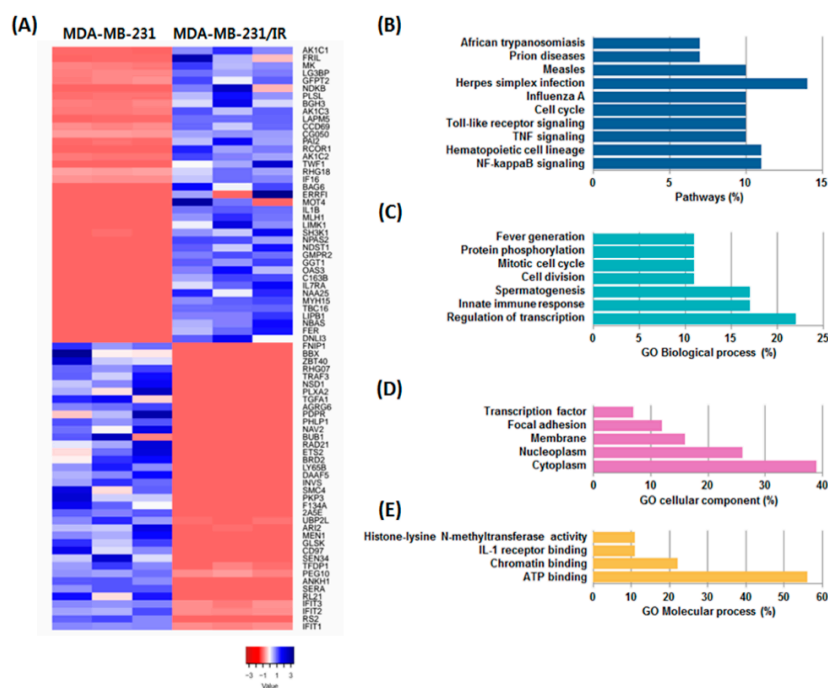 (A)
MDA-MB-231
MDA-MB-231/IR
AK1C1
FRIL
MK
LG3BP
GFPT2
NDKB
PLSL
BGH3
AK1C3
LAPM5
CCD69
CG050
PAI2
RCOR1
AK1C2
TWF1
RHG18
IF16
BAG6
ERRFI
MOT4
IL1B
MLH1
LIMK1
SH3K1
NPAS2
NDST1
GMPR2
GGT1
OAS3
C163B
IL7RA
NAA25
MYH15
TBC16
LIPB1
NBAS
FER
DNLI3
FNIP1
BBX
ZBT40
RHG07
TRAF3
NSD1
PLXA2
TGFA1
AGRG6
PDPR
PHLP1
NAV2
BUB1
RAD21
ETS2
BRD2
LY65B
DAAF5
INVS
SMC4
PKP3
F134A
2A5E
UBP2L
ARI2
MEN1
GLSK
CD97
SEN34
TFDP1
PEG10
ANKH1
SERA
RL21
IFIT3
IFIT2
RS2
IFIT1
-3 -1 1 3
Value
(B)
African trypanosomiasis
Prion diseases
Measles
Herpes simplex infection
Influenza A
Cell cycle
Toll-like receptor signaling
TNF signaling
Hematopoietic cell lineage
NF-kappaB signaling
0 5 10 15
Pathways (%)
(C)
Fever generation
Protein phosphorylation
Mitotic cell cycle
Cell division
Spermatogenesis
Innate immune response
Regulation of transcription
0 5 10 15 20 25
GO Biological process (%)
(D)
Transcription factor
Focal adhesion
Membrane
Nucleoplasm
Cytoplasm
0 10 20 30 40
GO cellular component (%)
(E)
Histone-lysine N-methyltransferase activity
IL-1 receptor binding
Chromatin binding
ATP binding
0 10 20 30 40 50 60
GO Molecular process (%)